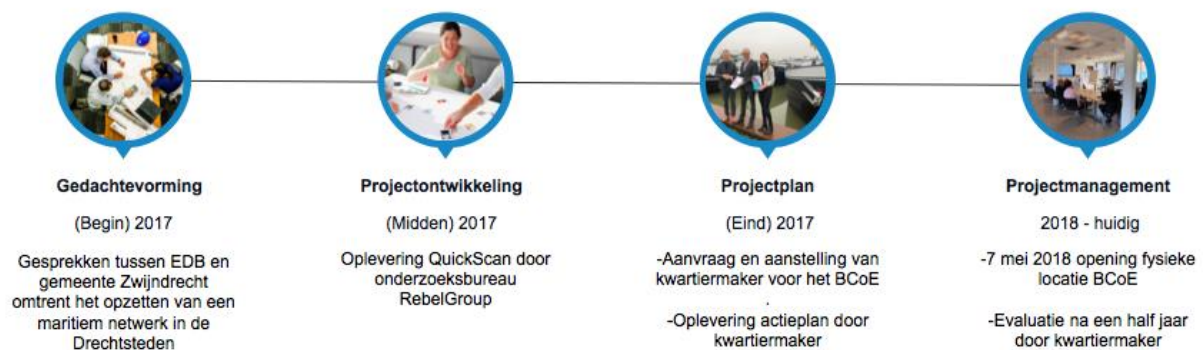 Gedachtevorming
(Begin) 2017
Gesprekken tussen EDB en
gemeente Zwijndrecht
omtrent het opzetten van een
maritiem netwerk in de
Drechtsteden
Projectontwikkeling
(Midden) 2017
Oplevering QuickScan door
onderzoeksbureau
RebelGroup
Projectplan
(Eind) 2017
-Aanvraag en aanstelling van
kwartiermaker voor het BCoE
.
-Oplevering actieplan door
kwartiermaker
Projectmanagement
2018 - huidig
-7 mei 2018 opening fysieke
locatie BCoE
-Evaluatie na een half jaar
door kwartiermaker